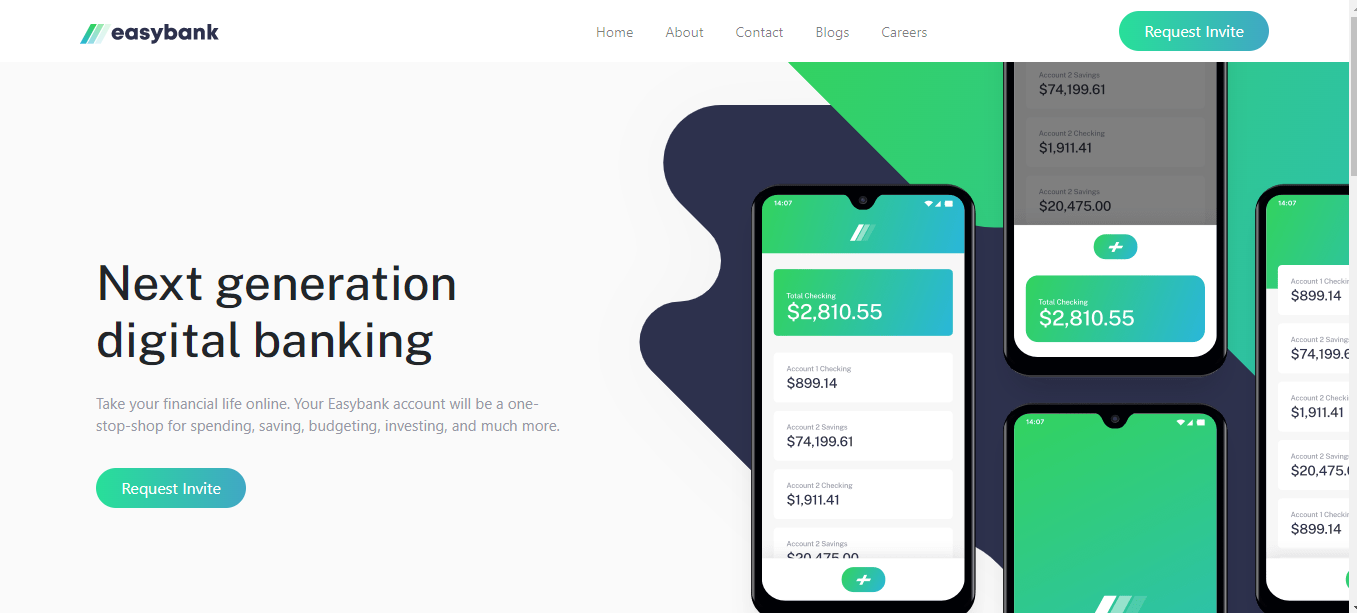 easybank
Home
About
Contact
Blogs
Careers
Request Invite
Next generation
digital banking
Take your financial life online. Your Easybank account will be a one-
stop-shop for spending, saving, budgeting, investing, and much more.
Request Invite
14:07
Total Checking
$2,810.55
Account 1 Checking
$899.14
Account 2 Savings
$74,199.61
Account 2 Checking
$1,911.41
Account 2 Savings
$20,475.00
Account 2 Savings
$74,199.61
Account 2 Checking
$1,911.41
Account 2 Savings
$20,475.00
Total Checking
$2,810.55
14:07
14:07
Account 1 Checkin
$899.14
Account 2 Savings
$74,199.6
Account 2 Checki
$1,911.41
Account 2 Savings
$20,475.
Account 1 Checkin
$899.14